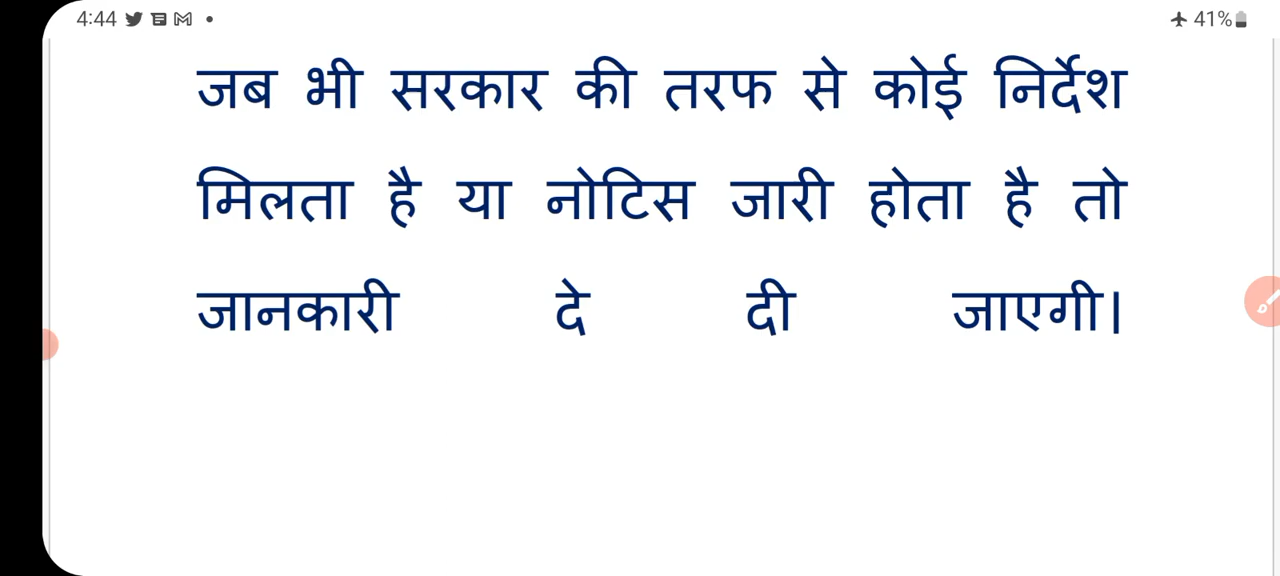 4:44
41%
जब भी सरकार की तरफ से कोई निर्देश
मिलता है या नोटिस जारी होता है तो
जानकारी दे दी जाएगी।